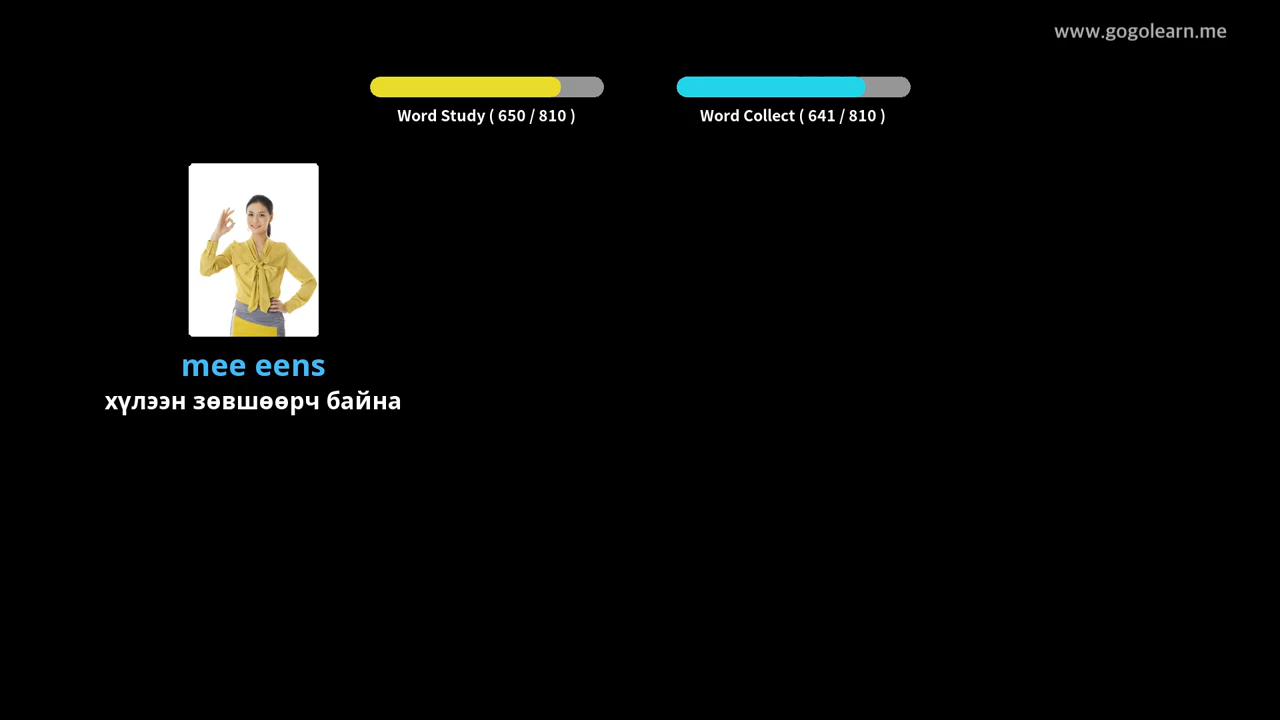 www.gogolearn.me
Word Study ( 650 / 810 )
Word Collect ( 641 / 810 )
mee eens
хүлээн зөвшөөрч байна